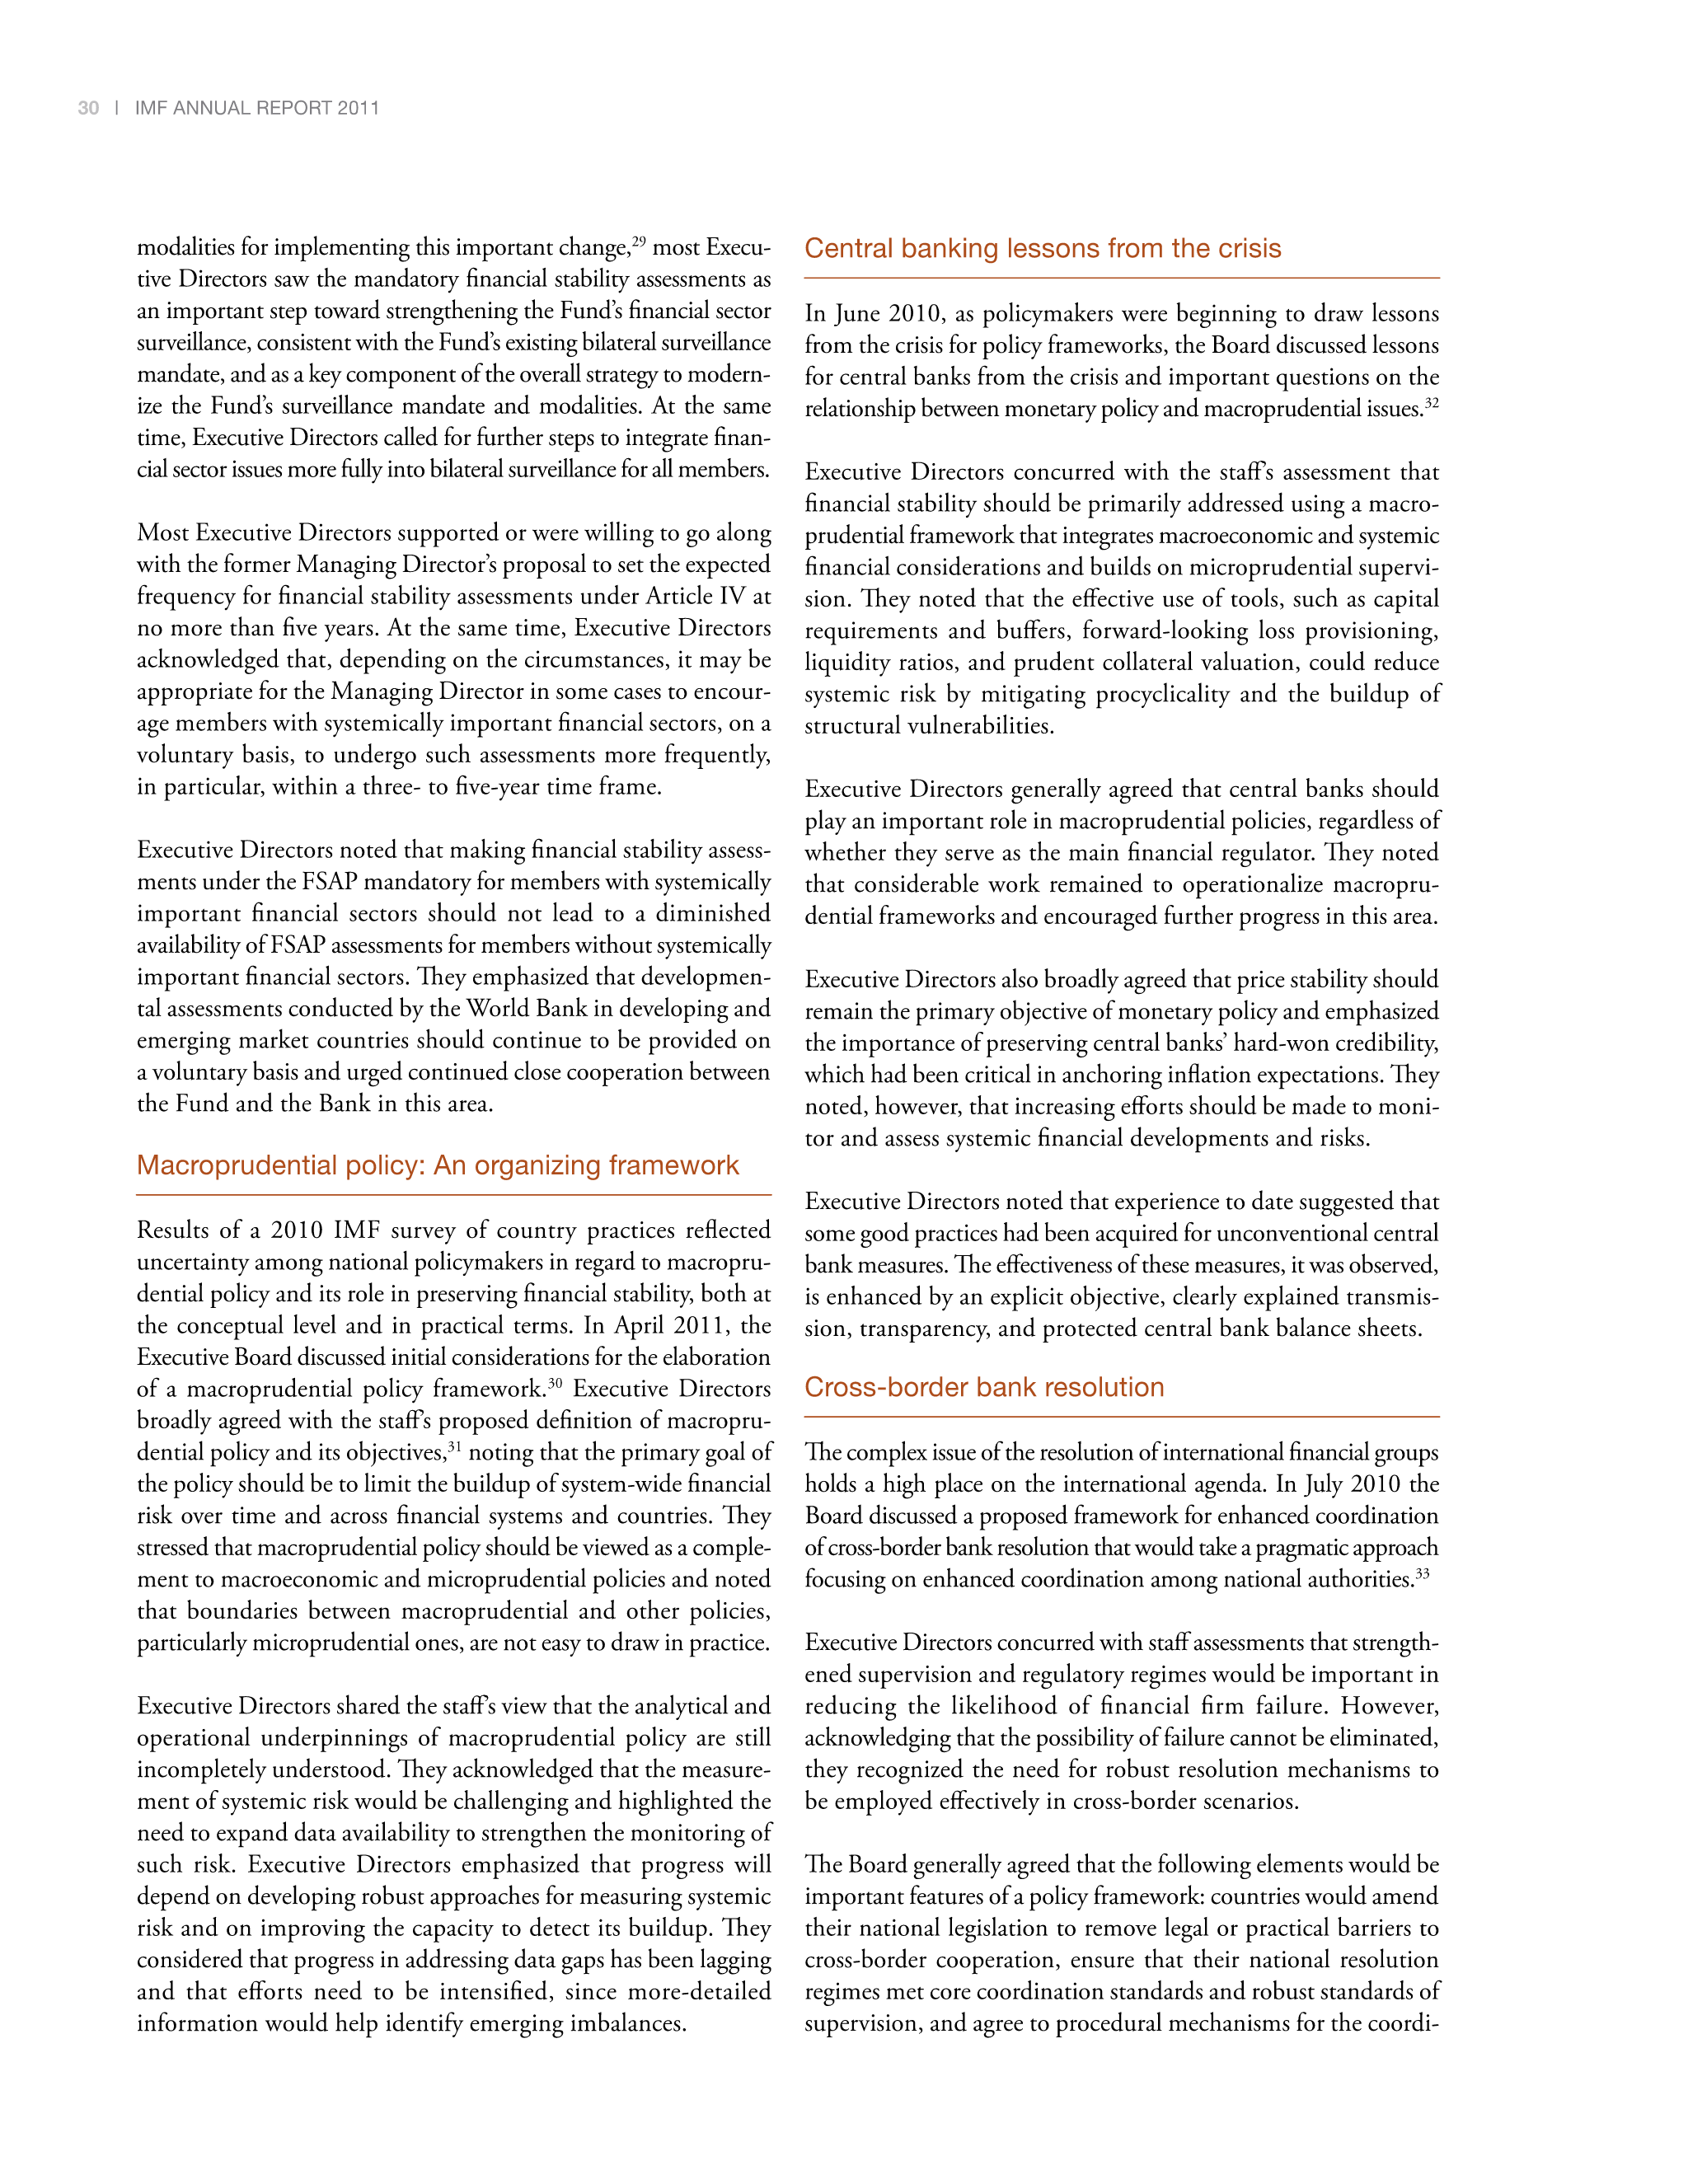 30 | IMF ANNUAL REPORT 2011
modalities for implementing this important change,29 most Execu-
tive Directors saw the mandatory financial stability assessments as
an important step toward strengthening the Fund’s financial sector
surveillance, consistent with the Fund’s existing bilateral surveillance
mandate, and as a key component of the overall strategy to modern-
ize the Fund’s surveillance mandate and modalities. At the same
time, Executive Directors called for further steps to integrate finan-
cial sector issues more fully into bilateral surveillance for all members.
Most Executive Directors supported or were willing to go along
with the former Managing Director’s proposal to set the expected
frequency for financial stability assessments under Article IV at
no more than five years. At the same time, Executive Directors
acknowledged that, depending on the circumstances, it may be
appropriate for the Managing Director in some cases to encour-
age members with systemically important financial sectors, on a
voluntary basis, to undergo such assessments more frequently,
in particular, within a three- to five-year time frame.
Executive Directors noted that making financial stability assess-
ments under the FSAP mandatory for members with systemically
important financial sectors should not lead to a diminished
availability of FSAP assessments for members without systemically
important financial sectors. They emphasized that developmen-
tal assessments conducted by the World Bank in developing and
emerging market countries should continue to be provided on
a voluntary basis and urged continued close cooperation between
the Fund and the Bank in this area.
Macroprudential policy: An organizing framework
Results of a 2010 IMF survey of country practices reflected
uncertainty among national policymakers in regard to macropru-
dential policy and its role in preserving financial stability, both at
the conceptual level and in practical terms. In April 2011, the
Executive Board discussed initial considerations for the elaboration
of a macroprudential policy framework.30 Executive Directors
broadly agreed with the staff’s proposed definition of macropru-
dential policy and its objectives,31 noting that the primary goal of
the policy should be to limit the buildup of system-wide financial
risk over time and across financial systems and countries. They
stressed that macroprudential policy should be viewed as a comple-
ment to macroeconomic and microprudential policies and noted
that boundaries between macroprudential and other policies,
particularly microprudential ones, are not easy to draw in practice.
Executive Directors shared the staff’s view that the analytical and
operational underpinnings of macroprudential policy are still
incompletely understood. They acknowledged that the measure-
ment of systemic risk would be challenging and highlighted the
need to expand data availability to strengthen the monitoring of
such risk. Executive Directors emphasized that progress will
depend on developing robust approaches for measuring systemic
risk and on improving the capacity to detect its buildup. They
considered that progress in addressing data gaps has been lagging
and that efforts need to be intensified, since more-detailed
information would help identify emerging imbalances.
Central banking lessons from the crisis
In June 2010, as policymakers were beginning to draw lessons
from the crisis for policy frameworks, the Board discussed lessons
for central banks from the crisis and important questions on the
relationship between monetary policy and macroprudential issues.32
Executive Directors concurred with the staff’s assessment that
financial stability should be primarily addressed using a macro-
prudential framework that integrates macroeconomic and systemic
financial considerations and builds on microprudential supervi-
sion. They noted that the effective use of tools, such as capital
requirements and buffers, forward-looking loss provisioning,
liquidity ratios, and prudent collateral valuation, could reduce
systemic risk by mitigating procyclicality and the buildup of
structural vulnerabilities.
Executive Directors generally agreed that central banks should
play an important role in macroprudential policies, regardless of
whether they serve as the main financial regulator. They noted
that considerable work remained to operationalize macropru-
dential frameworks and encouraged further progress in this area.
Executive Directors also broadly agreed that price stability should
remain the primary objective of monetary policy and emphasized
the importance of preserving central banks’ hard-won credibility,
which had been critical in anchoring inflation expectations. They
noted, however, that increasing efforts should be made to moni-
tor and assess systemic financial developments and risks.
Executive Directors noted that experience to date suggested that
some good practices had been acquired for unconventional central
bank measures. The effectiveness of these measures, it was observed,
is enhanced by an explicit objective, clearly explained transmis-
sion, transparency, and protected central bank balance sheets.
Cross-border bank resolution
The complex issue of the resolution of international financial groups
holds a high place on the international agenda. In July 2010 the
Board discussed a proposed framework for enhanced coordination
of cross-border bank resolution that would take a pragmatic approach
focusing on enhanced coordination among national authorities.33
Executive Directors concurred with staff assessments that strength-
ened supervision and regulatory regimes would be important in
reducing the likelihood of financial firm failure. However,
acknowledging that the possibility of failure cannot be eliminated,
they recognized the need for robust resolution mechanisms to
be employed effectively in cross-border scenarios.
The Board generally agreed that the following elements would be
important features of a policy framework: countries would amend
their national legislation to remove legal or practical barriers to
cross-border cooperation, ensure that their national resolution
regimes met core coordination standards and robust standards of
supervision, and agree to procedural mechanisms for the coordi-